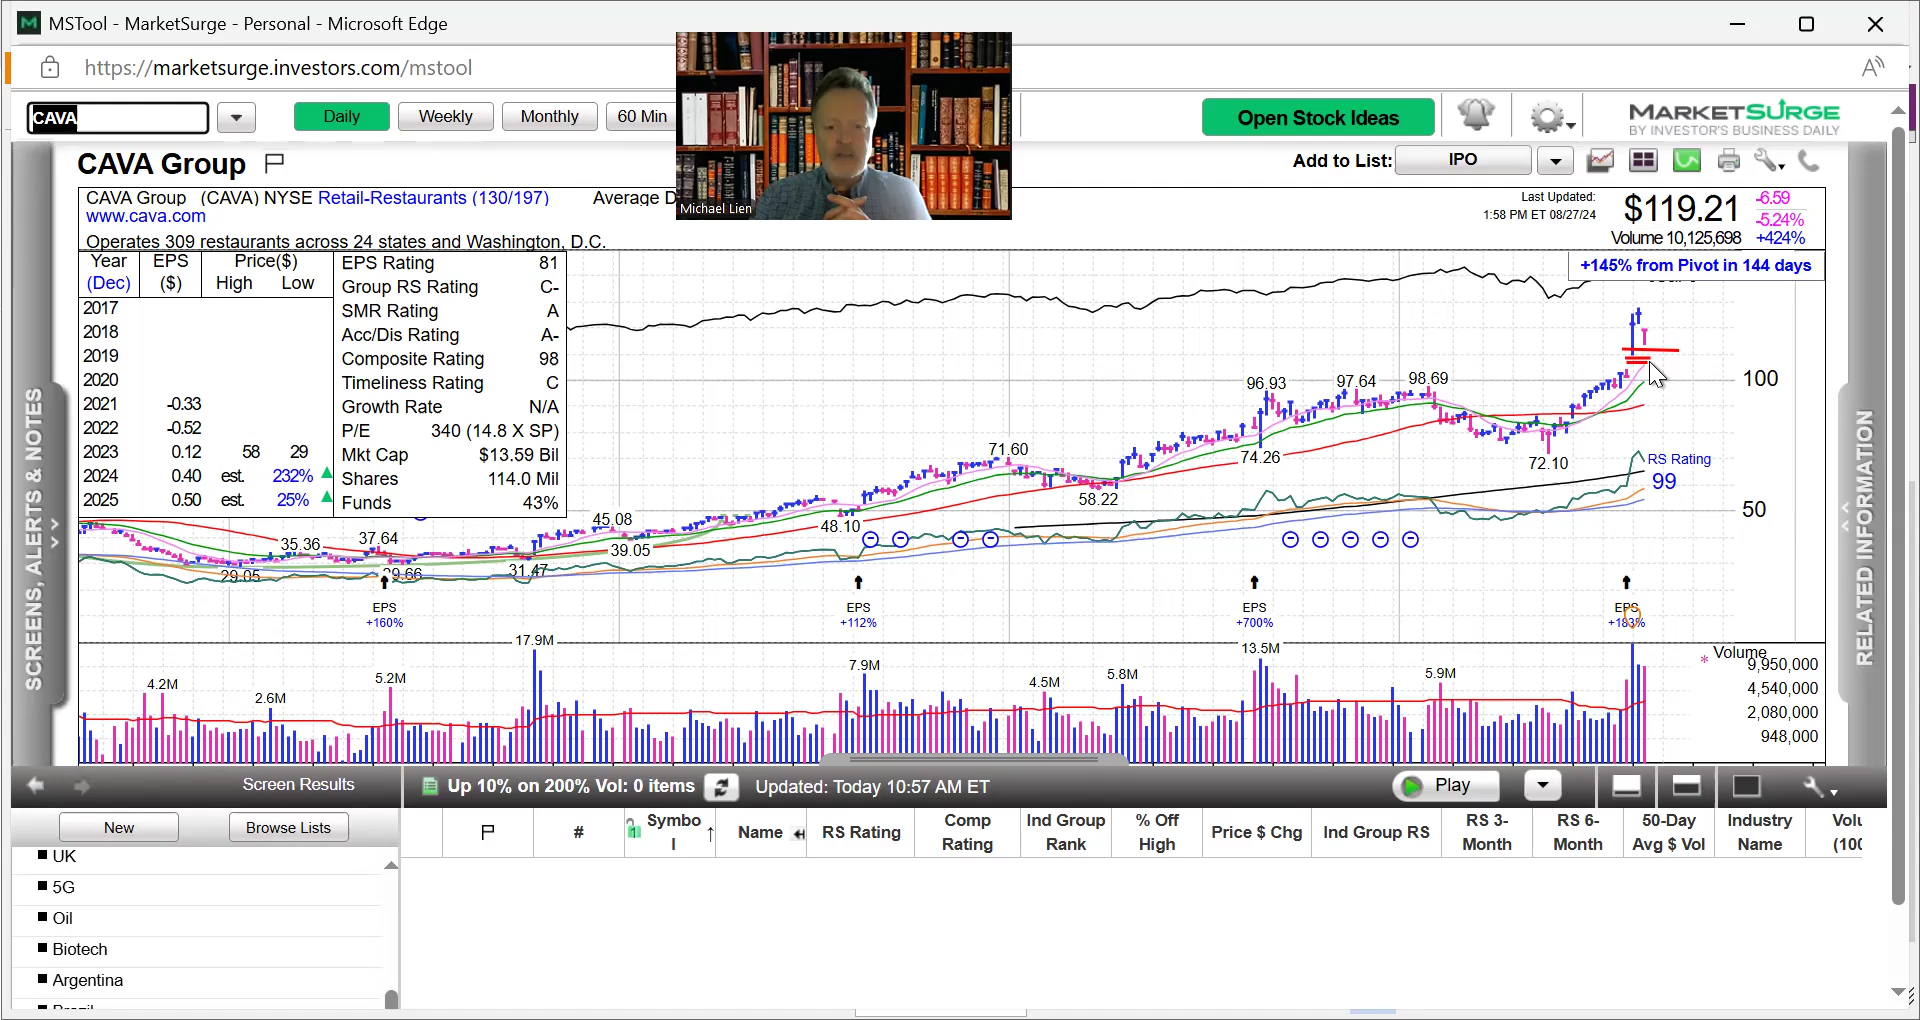 MSTool - MarketSurge - Personal - Microsoft Edge
https://marketsurge.investors.com/mstool
CAVA
Daily
Weekly
Monthly
60 Min
Open Stock Ideas
MARKETSURGE
BY INVESTOR'S BUSINESS DAILY
Michael Lien
CAVA Group
Add to List:
IPO
CAVA Group (CAVA) NYSE Retail-Restaurants (130/197) Average D
www.cava.com
Operates 309 restaurants across 24 states and Washington, D.C.
Last Updated:
1:58 PM ET 08/27/24
$119.21
-6.59
-5.24%
Volume 10,125,698 +424%
+145% from Pivot in 144 days
Year EPS Price($)
(Dec) ($) High Low
2017
2018
2019
2020
2021 -0.33
2022 -0.52
2023 0.12 58 29
2024 0.40 est. 232%
2025 0.50 est. 25%
EPS Rating 81
Group RS Rating C-
SMR Rating A
Acc/Dis Rating A-
Composite Rating 98
Timeliness Rating C
Growth Rate N/A
P/E 340 (14.8 X SP)
Mkt Cap $13.59 Bil
Shares 114.0 Mil
Funds 43%
96.93
97.64
98.69
100
74.26
72.10
71.60
58.22
RS Rating
99
50
48.10
45.08
39.05
37.64
35.36
31.47
29.66
29.05
EPS
+160%
EPS
+112%
EPS
+700%
EPS
+183%
Volume
9,950,000
4,540,000
2,080,000
948,000
4.2M
2.6M
5.2M
17.9M
7.9M
4.5M
5.8M
13.5M
5.9M
SCREENS, ALERTS & NOTES
RELATED INFORMATION
Screen Results
Up 10% on 200% Vol: 0 items
Updated: Today 10:57 AM ET
Play
New
Browse Lists
UK
5G
Oil
Biotech
Argentina
#
Symbo
l
Name
RS Rating
Comp
Rating
Ind Group
Rank
% Off
High
Price $ Chg
Ind Group RS
RS 3-
Month
RS 6-
Month
50-Day
Avg $ Vol
Industry
Name
Volu
(100